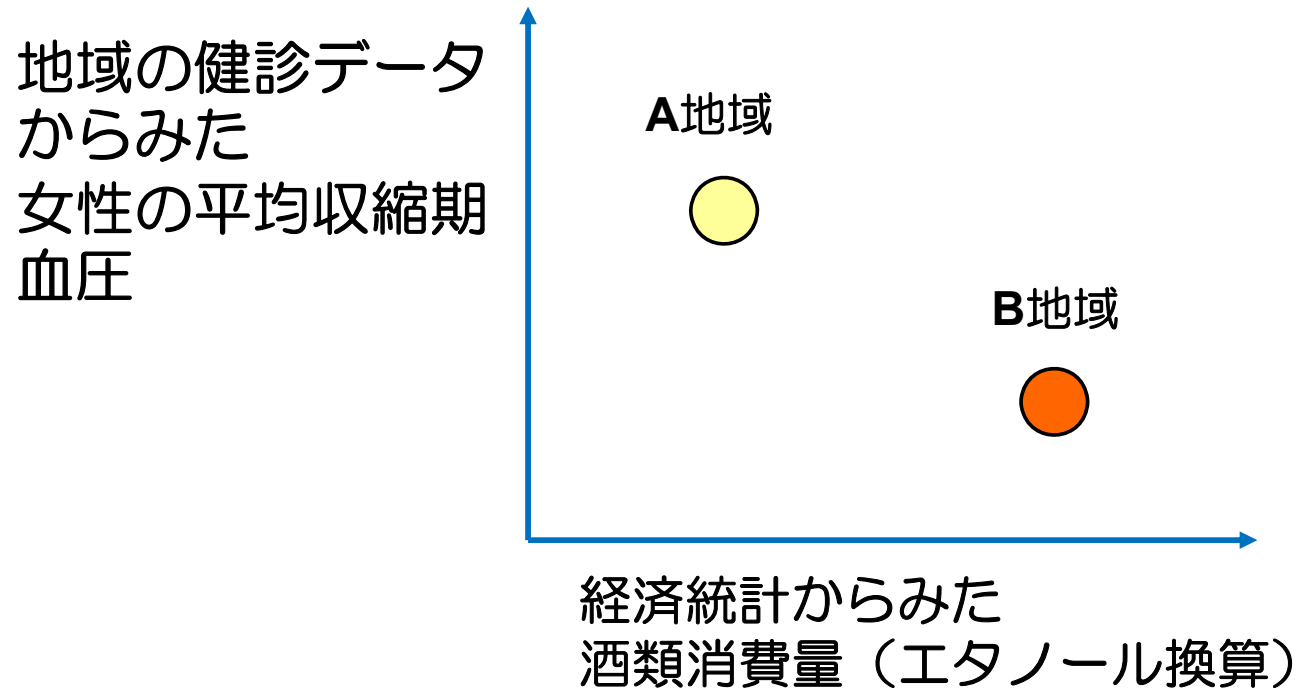 地域の健診データ
からみた
女性の平均収縮期
血圧
A地域
B地域
経済統計からみた
酒類消費量（エタノール換算）